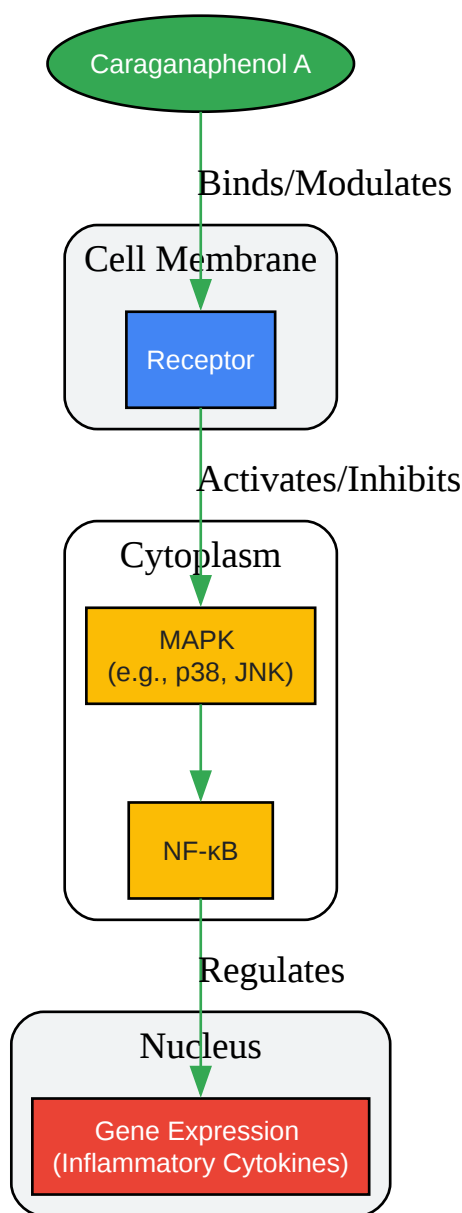 Caraganaphenol A
Binds/Modulates
Cell Membrane
Receptor
Activates/Inhibits
Cytoplasm
MAPK
(e.g., p38, JNK)
NF-κB
Regulates
Nucleus
Gene Expression
(Inflammatory Cytokines)